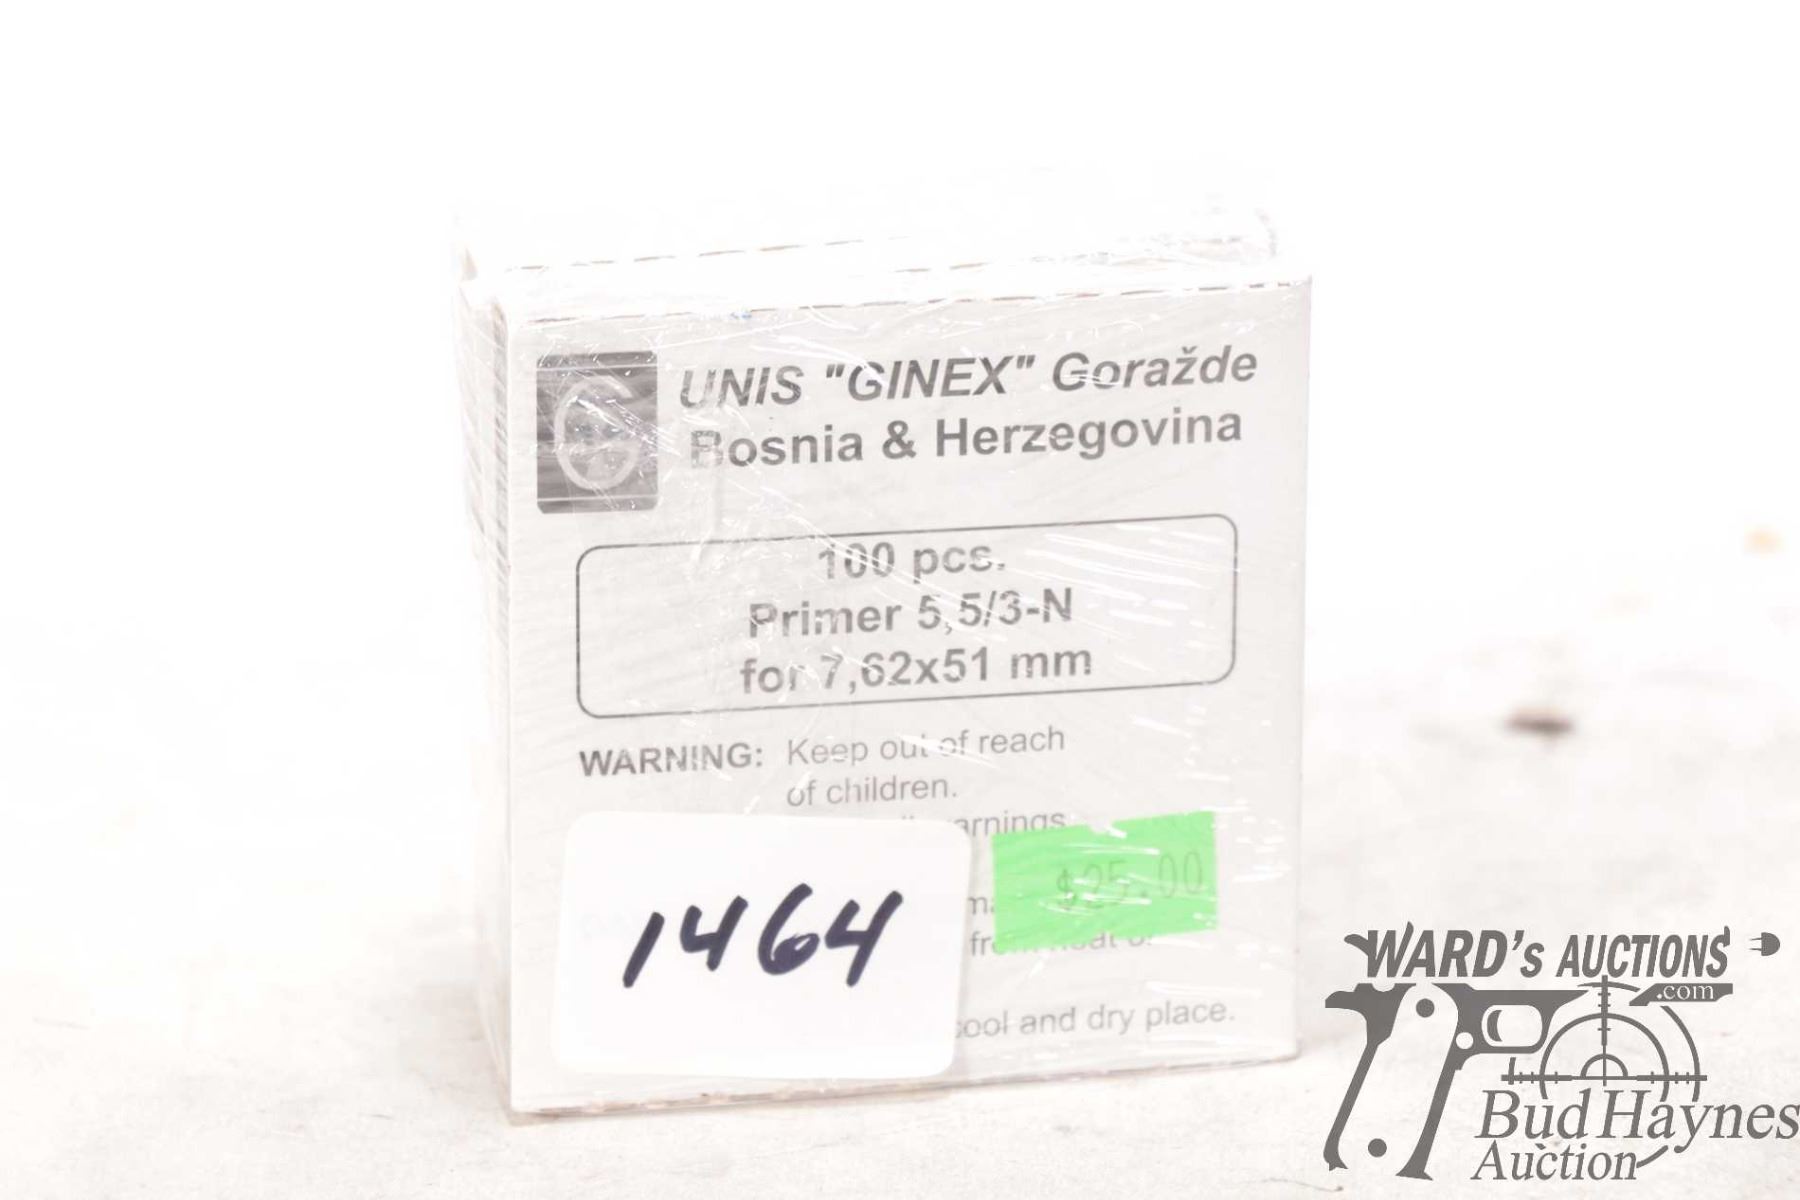 UNIS "GINEX" Goražde
Bosnia & Herzegovina
100 pcs.
Primer 5,5/3-N
for 7,62x51 mm
WARNING: Keep out of reach
of children.
$25.00
1464
cool and dry place.
WARD's AUCTIONS
.com
Bud Haynes
Auction